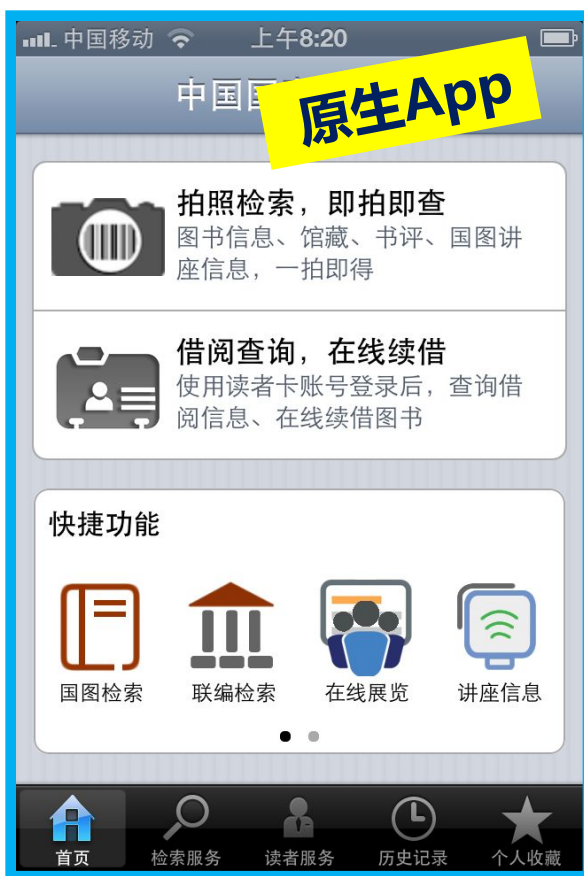 中国移动 上午8:20
中国国
原生App
拍照检索，即拍即查
图书信息、馆藏、书评、国图讲
座信息，一拍即得
借阅查询，在线续借
使用读者卡账号登录后，查询借
阅信息、在线续借图书
快捷功能
国图检索 联编检索 在线展览 讲座信息
首页 检索服务 读者服务 历史记录 个人收藏